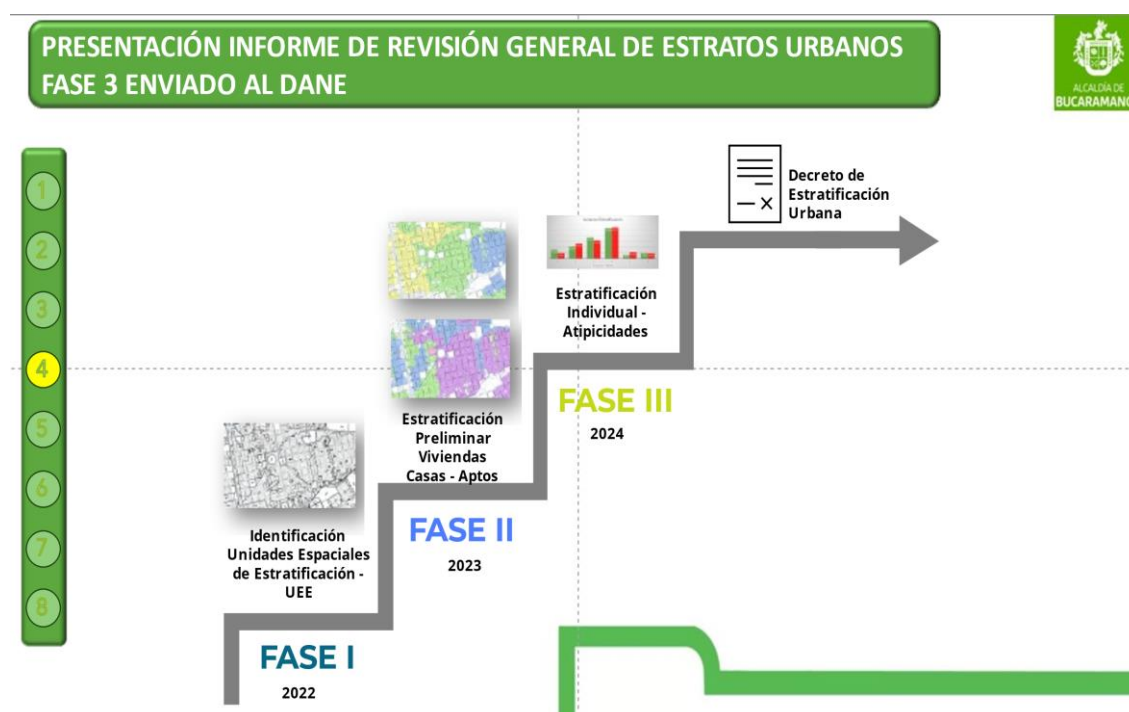 PRESENTACIÓN INFORME DE REVISIÓN GENERAL DE ESTRATOS URBANOS
FASE 3 ENVIADO AL DANE
ALCALDÍA DE
BUCARAMANG
1
2
3
4
5
6
7
8
Decreto de
Estratificación
Urbana
Estratificación
Individual -
Atipicidades
FASE III
2024
Estratificación
Preliminar
Viviendas
Casas - Aptos
FASE II
2023
Identificación
Unidades Espaciales
de Estratificación -
UEE
FASE I
2022